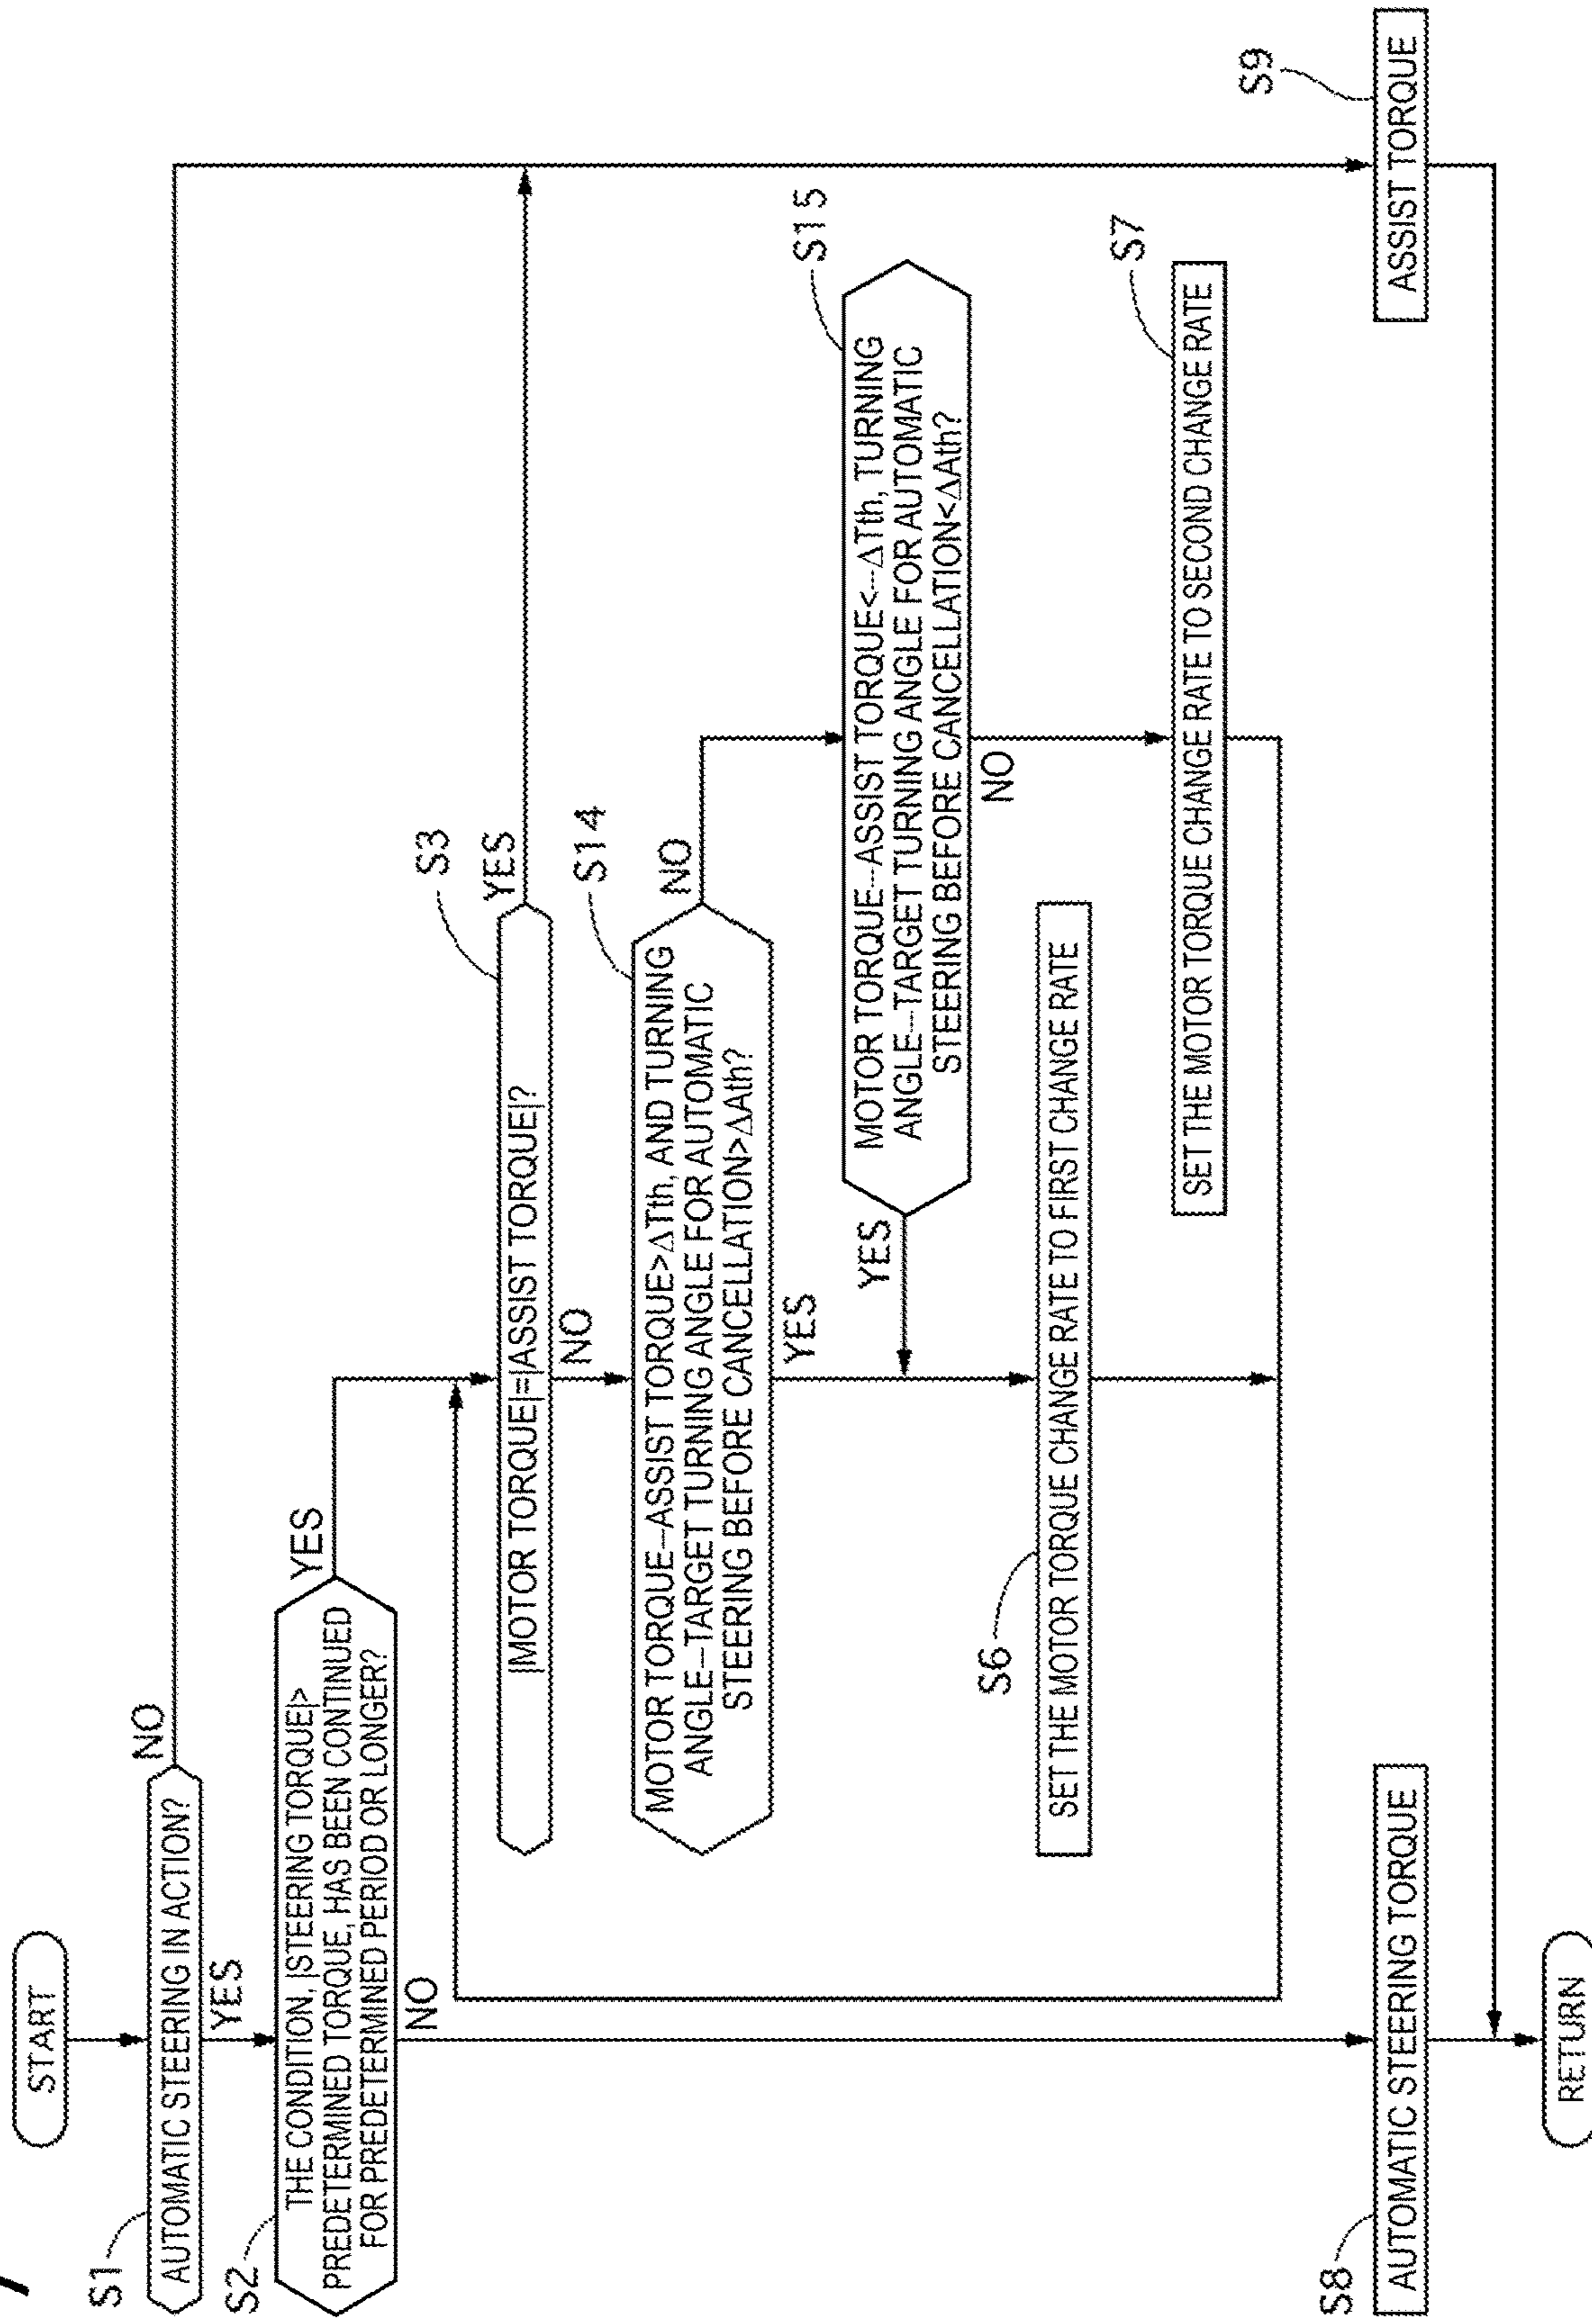 START
S1
AUTOMATIC STEERING IN ACTION?
NO
YES
S2
THE CONDITION, |STEERING TORQUE|>
PREDETERMINED TORQUE, HAS BEEN CONTINUED
FOR PREDETERMINED PERIOD OR LONGER?
YES
NO
S3
|MOTOR TORQUE|=|ASSIST TORQUE|?
YES
NO
S14
MOTOR TORQUE-ASSIST TORQUE>ΔTth, AND TURNING
ANGLE-TARGET TURNING ANGLE FOR AUTOMATIC
STEERING BEFORE CANCELLATION>ΔAth?
NO
YES
S15
MOTOR TORQUE-ASSIST TORQUE<-ΔTth, TURNING
ANGLE-TARGET TURNING ANGLE FOR AUTOMATIC
STEERING BEFORE CANCELLATION<ΔAth?
YES
NO
S6
SET THE MOTOR TORQUE CHANGE RATE TO FIRST CHANGE RATE
S7
SET THE MOTOR TORQUE CHANGE RATE TO SECOND CHANGE RATE
S8
AUTOMATIC STEERING TORQUE
S9
ASSIST TORQUE
RETURN